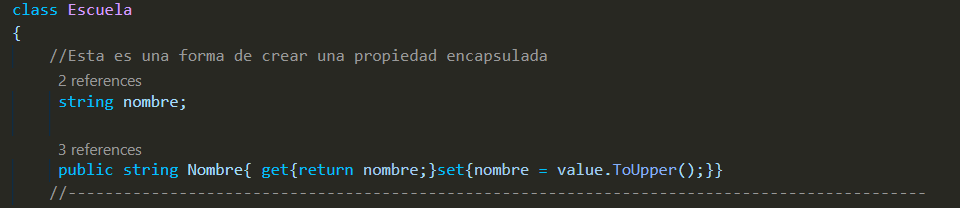 class Escuela
{
//Esta es una forma de crear una propiedad encapsulada
2 references
string nombre;
3 references
public string Nombre{ get{return nombre;}set{nombre = value.ToUpper();}}
//---------------------------------------------------------------------------------------------